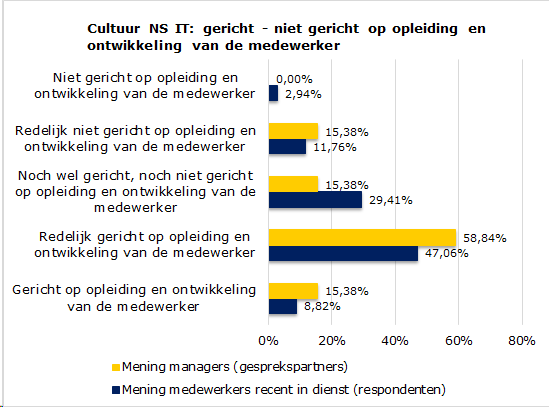 Cultuur NS IT: gericht - niet gericht op opleiding en
ontwikkeling van de medewerker
Niet gericht op opleiding en
ontwikkeling van de medewerker
0,00%
2,94%
Redelijk niet gericht op opleiding en
ontwikkeling van de medewerker
15,38%
11,76%
Noch wel gericht, noch niet gericht
op opleiding en ontwikkeling van de
medewerker
15,38%
29,41%
Redelijk gericht op opleiding en
ontwikkeling van de medewerker
58,84%
47,06%
Gericht op opleiding en ontwikkeling
van de medewerker
15,38%
8,82%
0% 20% 40% 60% 80%
Mening managers (gesprekspartners)
Mening medewerkers recent in dienst (respondenten)